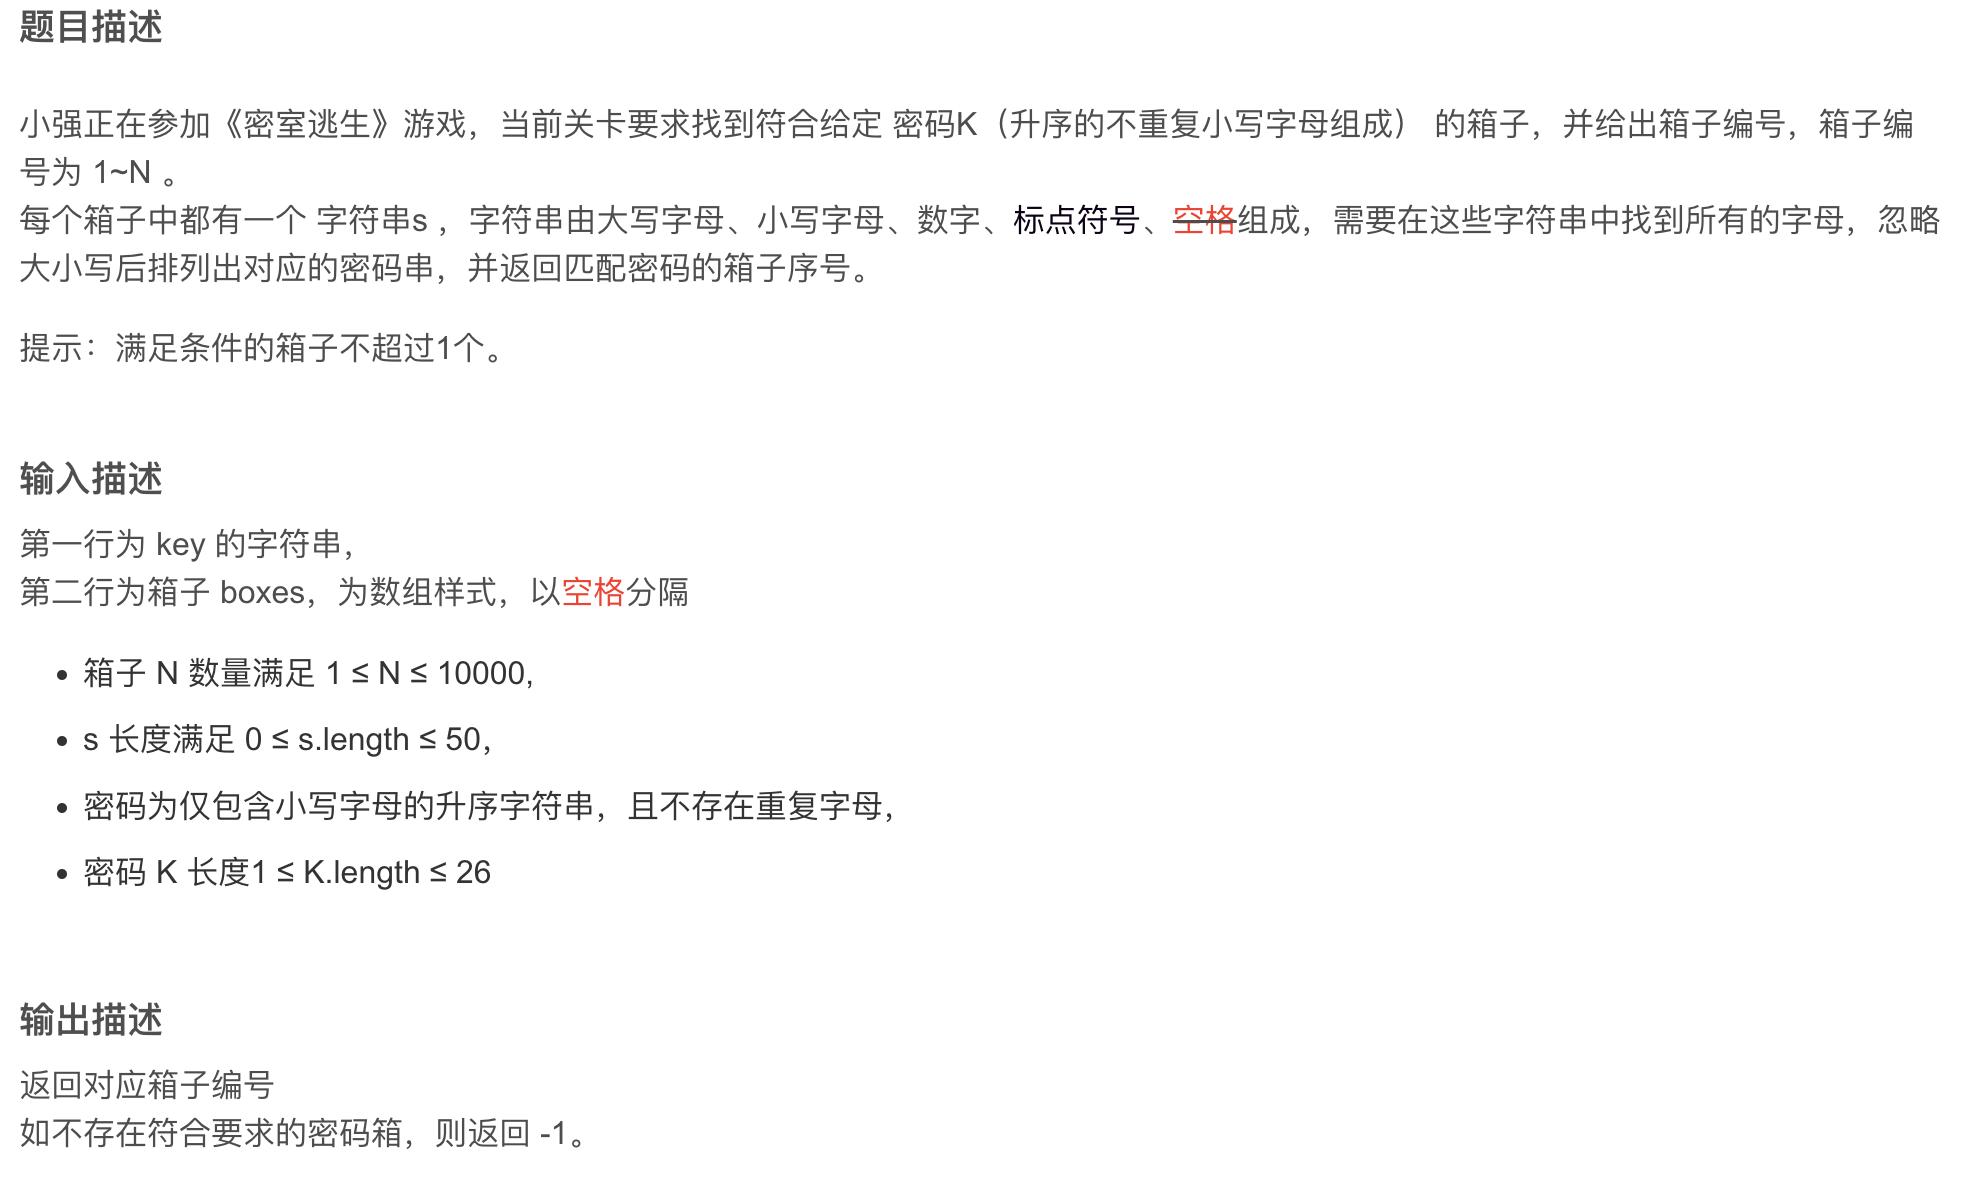 题目描述
小强正在参加《密室逃生》游戏，当前关卡要求找到符合给定 密码K（升序的不重复小写字母组成） 的箱子，并给出箱子编号，箱子编
号为 1~N 。
每个箱子中都有一个 字符串s ，字符串由大写字母、小写字母、数字、标点符号、空格组成，需要在这些字符串中找到所有的字母，忽略
大小写后排列出对应的密码串，并返回匹配密码的箱子序号。
提示：满足条件的箱子不超过1个。
输入描述
第一行为 key 的字符串，
第二行为箱子 boxes，为数组样式，以空格分隔
• 箱子 N 数量满足 1 ≤ N ≤ 10000,
• s 长度满足 0 ≤ s.length ≤ 50，
• 密码为仅包含小写字母的升序字符串，且不存在重复字母，
• 密码 K 长度1 ≤ K.length ≤ 26
输出描述
返回对应箱子编号
如不存在符合要求的密码箱，则返回 -1。